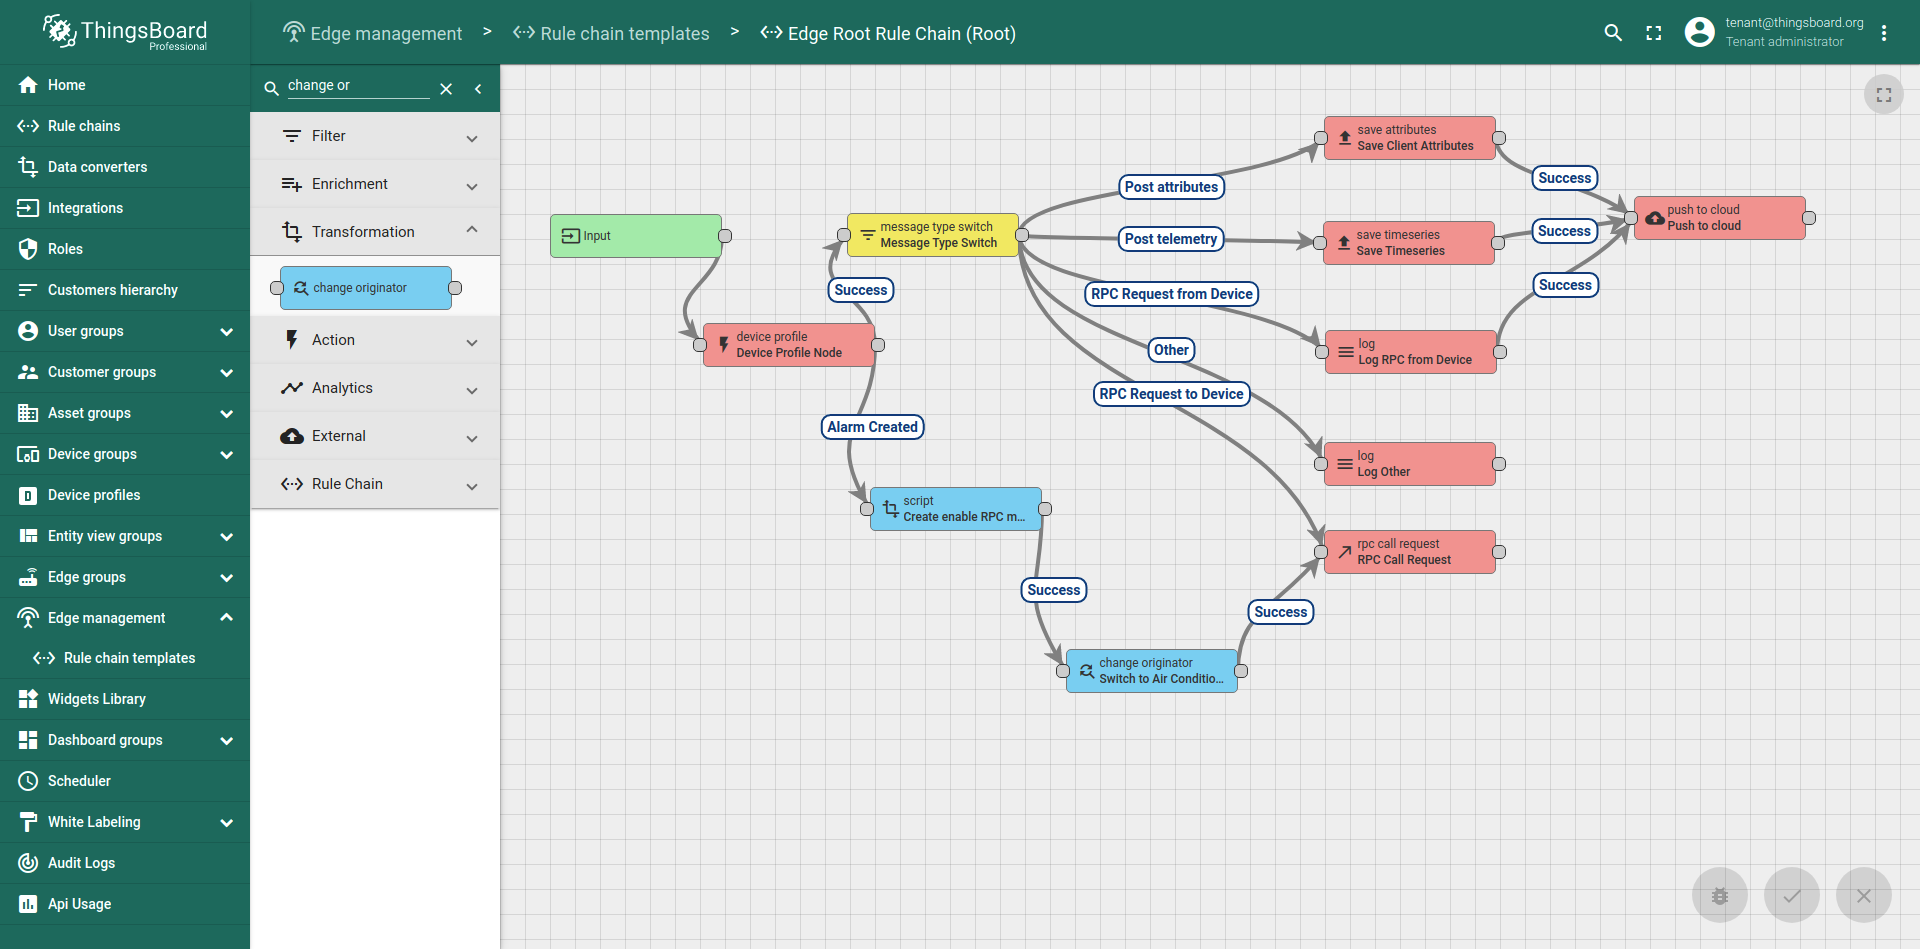 ThingsBoard
Professional
Edge management > Rule chain templates > Edge Root Rule Chain (Root)
tenant@thingsboard.org
Tenant administrator
Home
Rule chains
Data converters
Integrations
Roles
Customers hierarchy
User groups
Customer groups
Asset groups
Device groups
Device profiles
Entity view groups
Edge groups
Edge management
Rule chain templates
Widgets Library
Dashboard groups
Scheduler
White Labeling
Audit Logs
Api Usage
change or
Filter
Enrichment
Transformation
change originator
Action
Analytics
External
Rule Chain
Input
device profile
Device Profile Node
Success
message type switch
Message Type Switch
Post attributes
Post telemetry
RPC Request from Device
Other
RPC Request to Device
save attributes
Save Client Attributes
save timeseries
Save Timeseries
log
Log RPC from Device
log
Log Other
rpc call request
RPC Call Request
Success
Success
Success
push to cloud
Push to cloud
Alarm Created
script
Create enable RPC m...
Success
change originator
Switch to Air Conditio...
Success